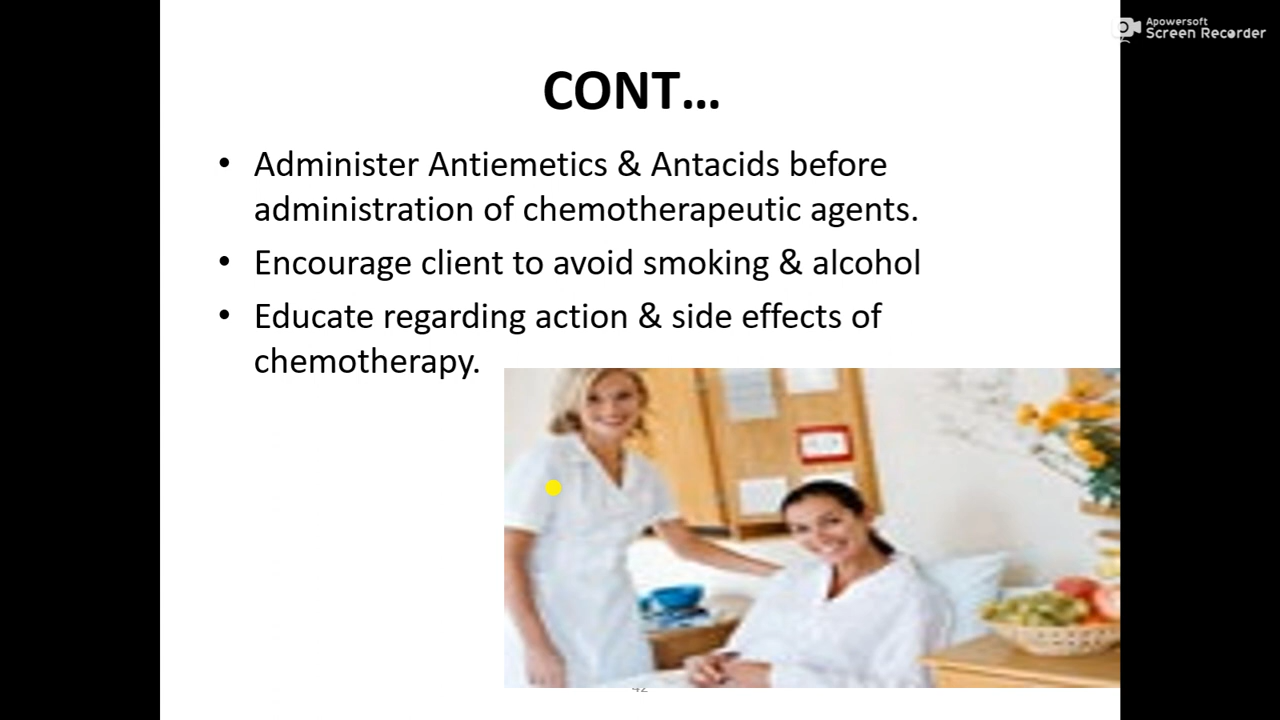 Apowersoft
Screen Recorder
CONT...
• Administer Antiemetics & Antacids before
administration of chemotherapeutic agents.
• Encourage client to avoid smoking & alcohol
• Educate regarding action & side effects of
chemotherapy.
42